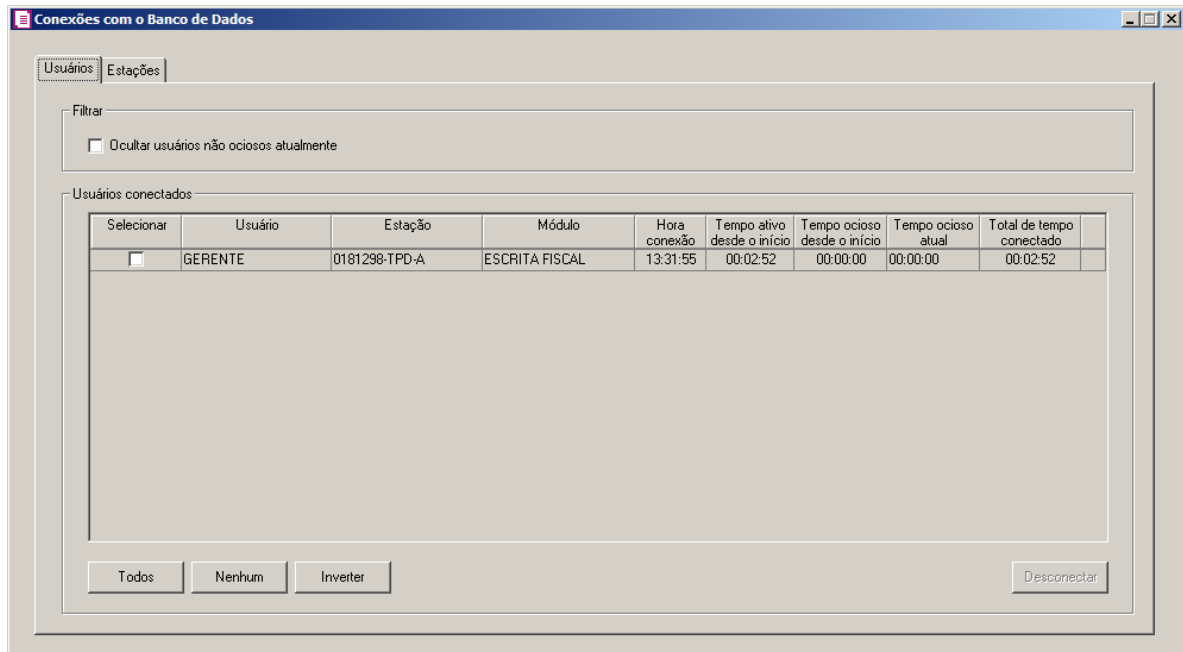 Conexões com o Banco de Dados
Usuários Estações
Filtrar
Ocultar usuários não ociosos atualmente
Usuários conectados
Selecionar Usuário Estação Módulo Hora conexão Tempo ativo desde o início Tempo ocioso desde o início Tempo ocioso atual Total de tempo conectado
GERENTE 0181298-TPD-A ESCRITA FISCAL 13:31:55 00:02:52 00:00:00 00:00:00 00:02:52
Todos Nenhum Inverter Desconectar